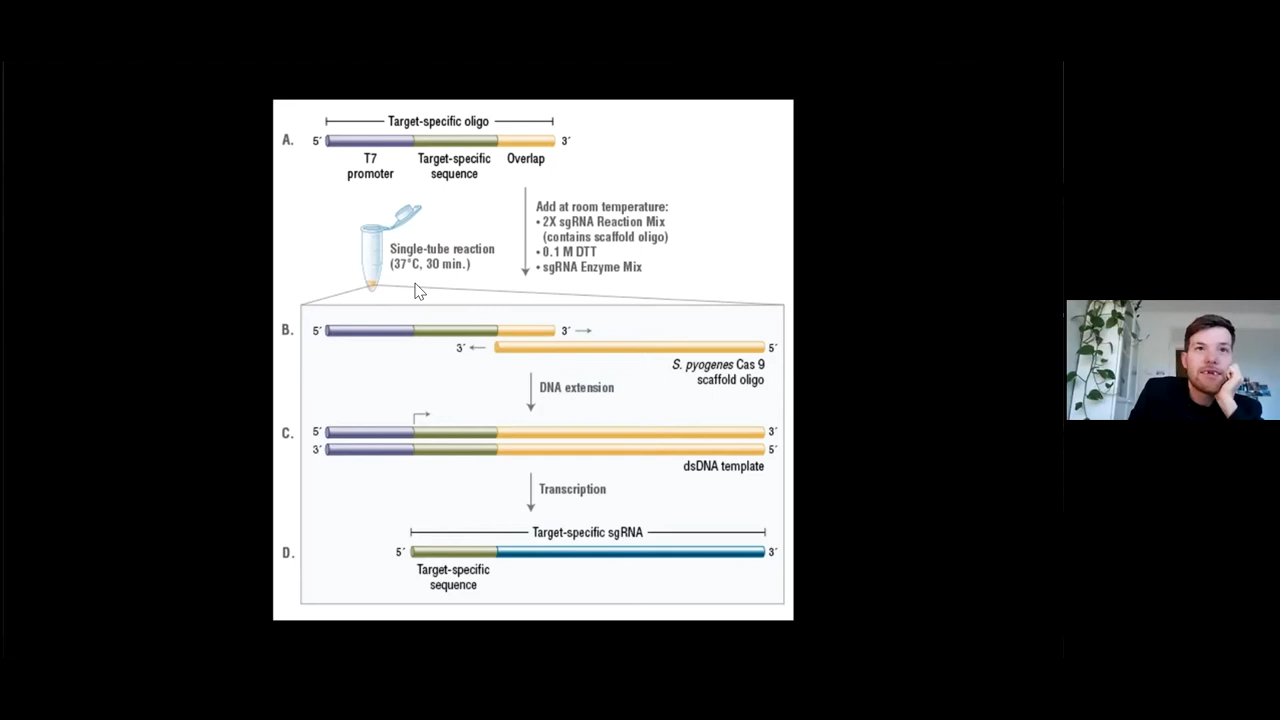 Target-specific oligo
A. 5´ 3´
T7 promoter
Target-specific sequence
Overlap
Add at room temperature:
• 2X sgRNA Reaction Mix
(contains scaffold oligo)
• 0.1 M DTT
• sgRNA Enzyme Mix
Single-tube reaction
(37°C, 30 min.)
B. 5´ 3´
3´ 5´
S. pyogenes Cas 9
scaffold oligo
DNA extension
C. 5´ 3´
3´ 5´
dsDNA template
Transcription
Target-specific sgRNA
D. 5´ 3´
Target-specific
sequence